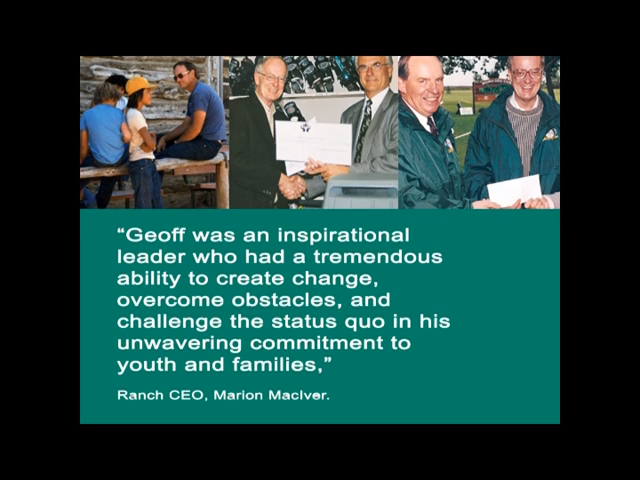 “Geoff was an inspirational
leader who had a tremendous
ability to create change,
overcome obstacles, and
challenge the status quo in his
unwavering commitment to
youth and families,”
Ranch CEO, Marion MacIver.